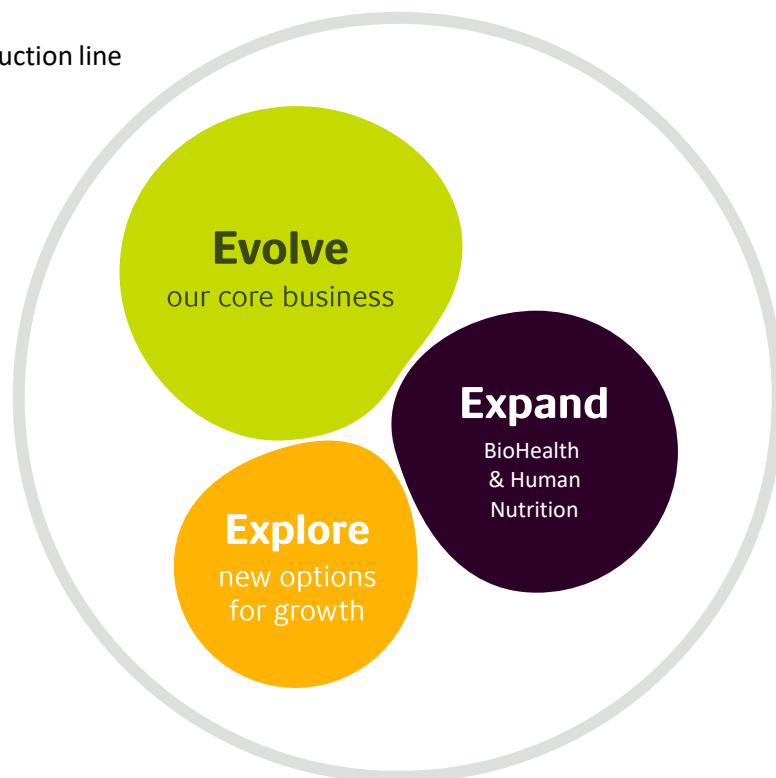 uction line
Evolve
our core business
Expand
BioHealth
& Human
Nutrition
Explore
new options
for growth